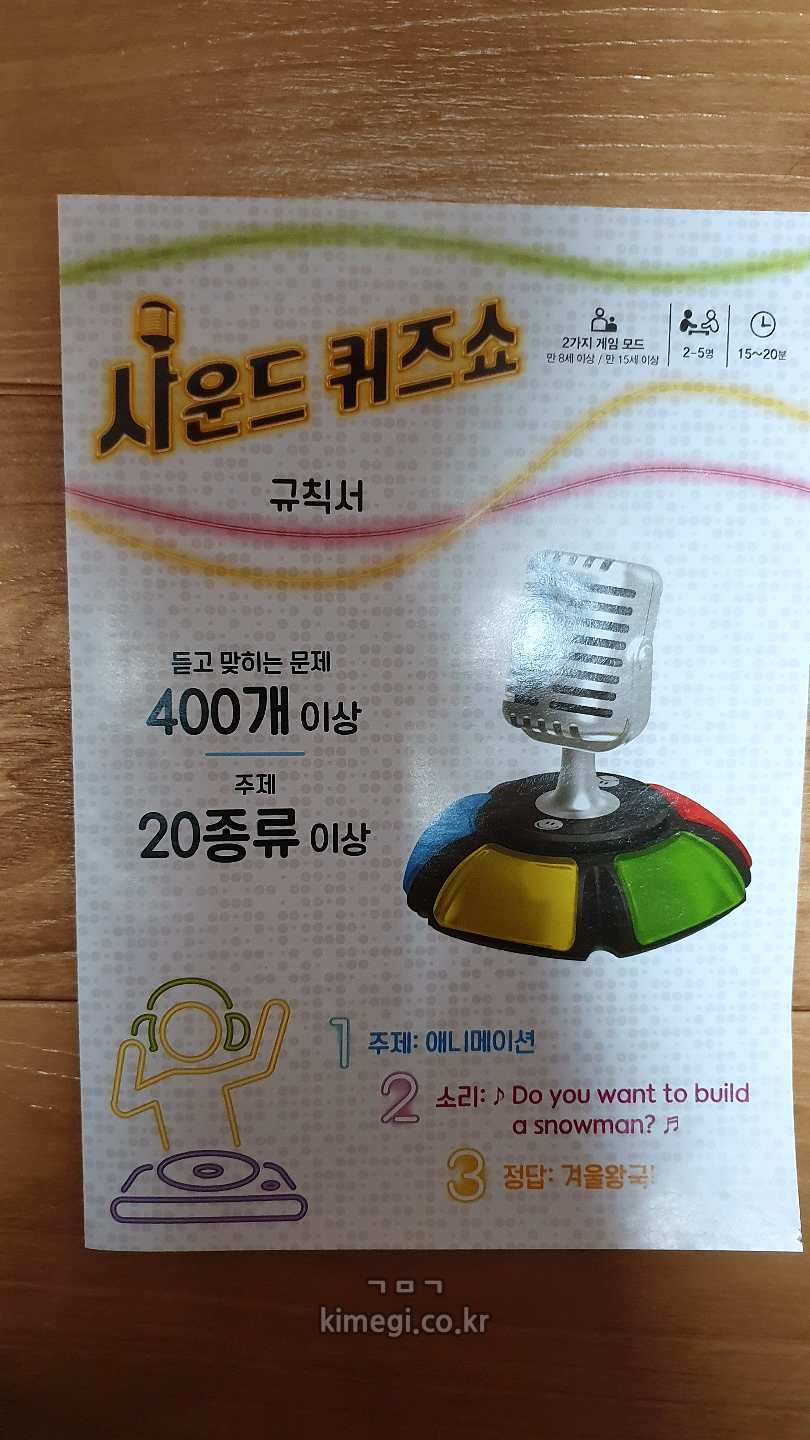 사운드 퀴즈쇼
2가지 게임 모드
만 8세 이상 / 만 15세 이상
2-5명
15~20분
규칙서
듣고 맞히는 문제
400개 이상
주제
20종류 이상
1 주제: 애니메이션
2 소리: ♪ Do you want to build
a snowman? ♬
3 정답: 겨울왕국!
ㄱㅁㄱ
kimegi.co.kr